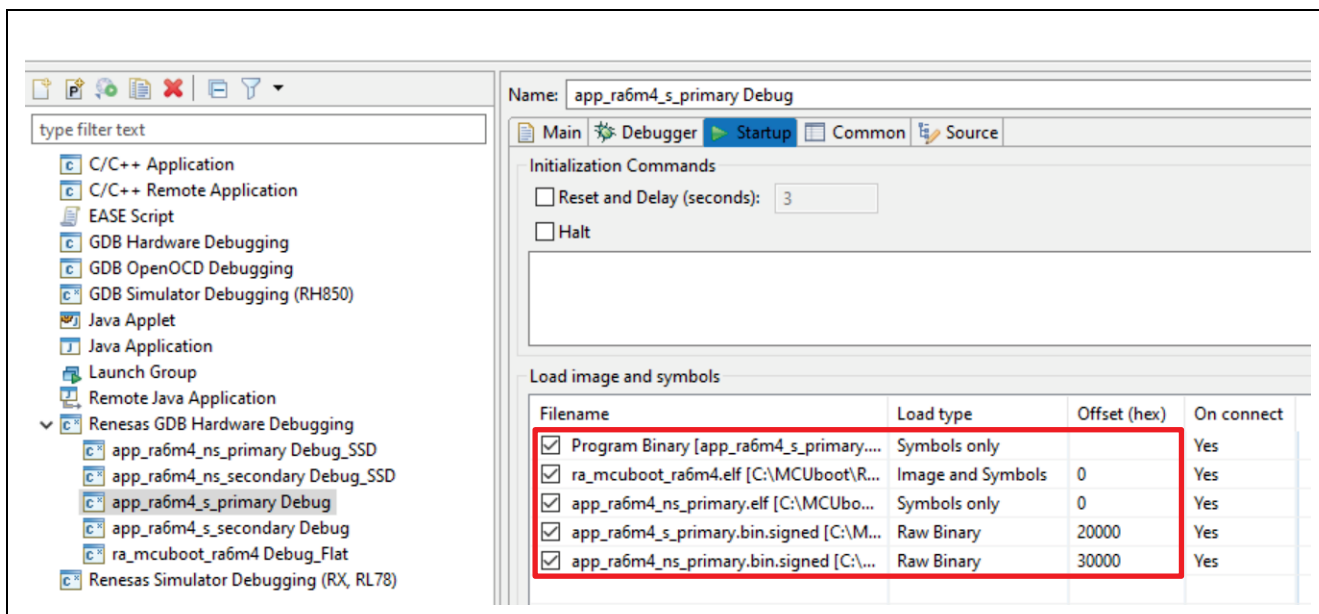 Name: app_ra6m4_s_primary Debug
type filter text
Main Debugger Startup Common Source
C/C++ Application
C/C++ Remote Application
EASE Script
GDB Hardware Debugging
GDB OpenOCD Debugging
GDB Simulator Debugging (RH850)
Java Applet
Java Application
Launch Group
Remote Java Application
Renesas GDB Hardware Debugging
app_ra6m4_ns_primary Debug_SSD
app_ra6m4_ns_secondary Debug_SSD
app_ra6m4_s_primary Debug
app_ra6m4_s_secondary Debug
ra_mcuboot_ra6m4 Debug_Flat
Renesas Simulator Debugging (RX, RL78)
Initialization Commands
Reset and Delay (seconds): 3
Halt
Load image and symbols
Filename Load type Offset (hex) On connect
Program Binary [app_ra6m4_s_primary.... Symbols only Yes
ra_mcuboot_ra6m4.elf [C:\MCUboot\R... Image and Symbols 0 Yes
app_ra6m4_ns_primary.elf [C:\MCUbo... Symbols only 0 Yes
app_ra6m4_s_primary.bin.signed [C:\M... Raw Binary 20000 Yes
app_ra6m4_ns_primary.bin.signed [C:\... Raw Binary 30000 Yes